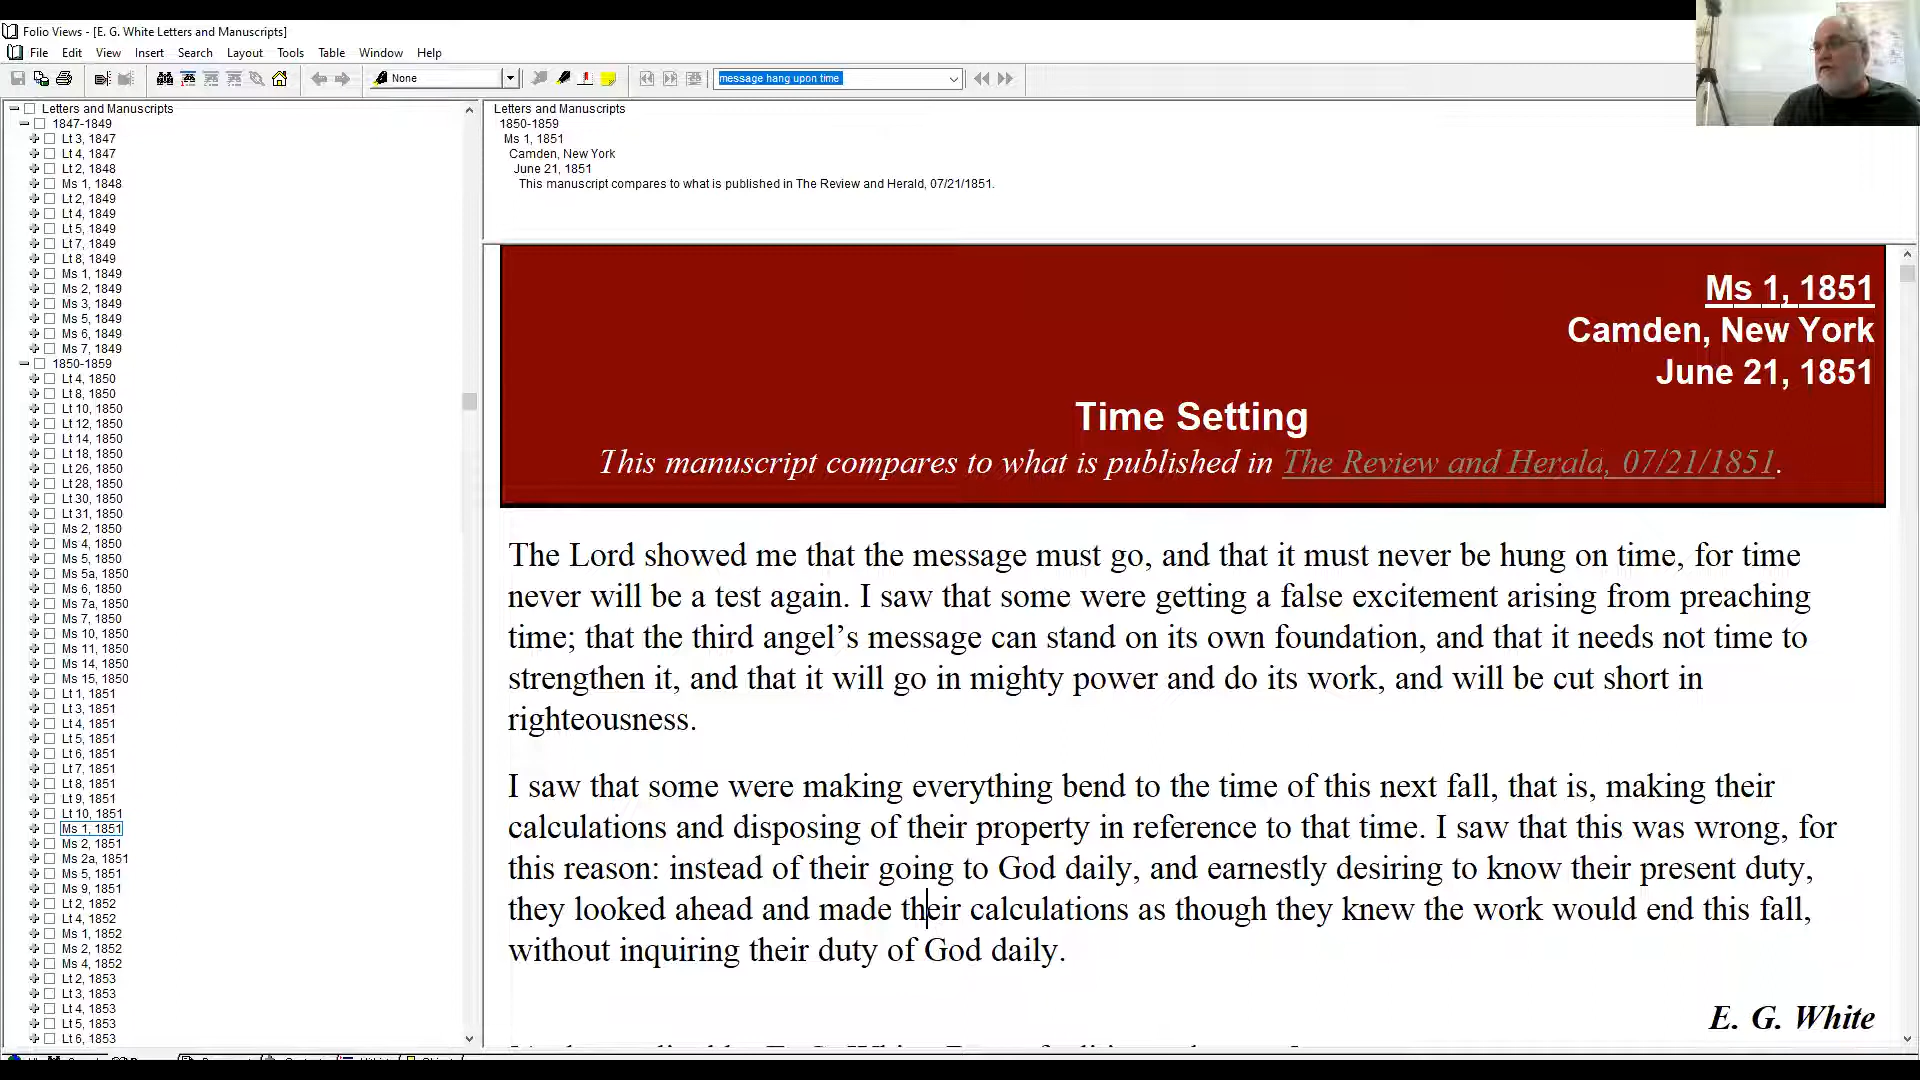 Folio Views - [E. G. White Letters and Manuscripts]
File Edit View Insert Search Layout Tools Table Window Help
None
message hang upon time
Letters and Manuscripts
1847-1849
Lt 3, 1847
Lt 4, 1847
Lt 2, 1848
Ms 1, 1848
Lt 2, 1849
Lt 4, 1849
Lt 5, 1849
Lt 7, 1849
Lt 8, 1849
Ms 1, 1849
Ms 2, 1849
Ms 3, 1849
Ms 5, 1849
Ms 6, 1849
Ms 7, 1849
1850-1859
Lt 4, 1850
Lt 8, 1850
Lt 10, 1850
Lt 12, 1850
Lt 14, 1850
Lt 18, 1850
Lt 26, 1850
Lt 28, 1850
Lt 30, 1850
Lt 31, 1850
Ms 2, 1850
Ms 4, 1850
Ms 5, 1850
Ms 5a, 1850
Ms 6, 1850
Ms 7a, 1850
Ms 7, 1850
Ms 10, 1850
Ms 11, 1850
Ms 14, 1850
Ms 15, 1850
Lt 1, 1851
Lt 3, 1851
Lt 4, 1851
Lt 5, 1851
Lt 6, 1851
Lt 7, 1851
Lt 8, 1851
Lt 9, 1851
Lt 10, 1851
Ms 1, 1851
Ms 2, 1851
Ms 2a, 1851
Ms 5, 1851
Ms 9, 1851
Lt 2, 1852
Lt 4, 1852
Ms 1, 1852
Ms 2, 1852
Ms 4, 1852
Lt 2, 1853
Lt 3, 1853
Lt 4, 1853
Lt 5, 1853
Lt 6, 1853
Letters and Manuscripts
1850-1859
Ms 1, 1851
Camden, New York
June 21, 1851
This manuscript compares to what is published in The Review and Herald, 07/21/1851.
Ms 1, 1851
Camden, New York
June 21, 1851
Time Setting
This manuscript compares to what is published in The Review and Herald, 07/21/1851.
The Lord showed me that the message must go, and that it must never be hung on time, for time
never will be a test again. I saw that some were getting a false excitement arising from preaching
time; that the third angel’s message can stand on its own foundation, and that it needs not time to
strengthen it, and that it will go in mighty power and do its work, and will be cut short in
righteousness.
I saw that some were making everything bend to the time of this next fall, that is, making their
calculations and disposing of their property in reference to that time. I saw that this was wrong, for
this reason: instead of their going to God daily, and earnestly desiring to know their present duty,
they looked ahead and made their calculations as though they knew the work would end this fall,
without inquiring their duty of God daily.
E. G. White